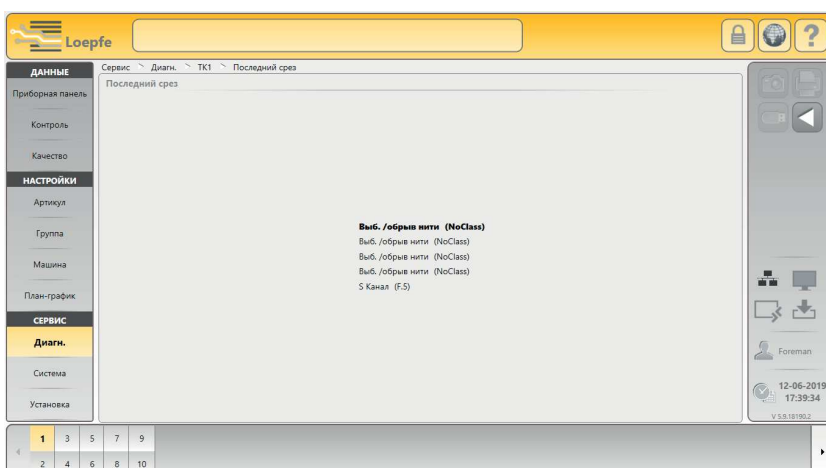 Loepfe
?
Сервис > Диагн. > ТК1 > Последний срез
Последний срез
ДАННЫЕ
Приборная панель
Контроль
Качество
НАСТРОЙКИ
Артикул
Группа
Машина
План-график
СЕРВИС
Диагн.
Система
Установка
Выб. /обрыв нити (NoClass)
Выб. /обрыв нити (NoClass)
Выб. /обрыв нити (NoClass)
Выб. /обрыв нити (NoClass)
S Канал (F.5)
Foreman
12-06-2019
17:39:34
V 5.9.18190.2
1 3 5 7 9
2 4 6 8 10